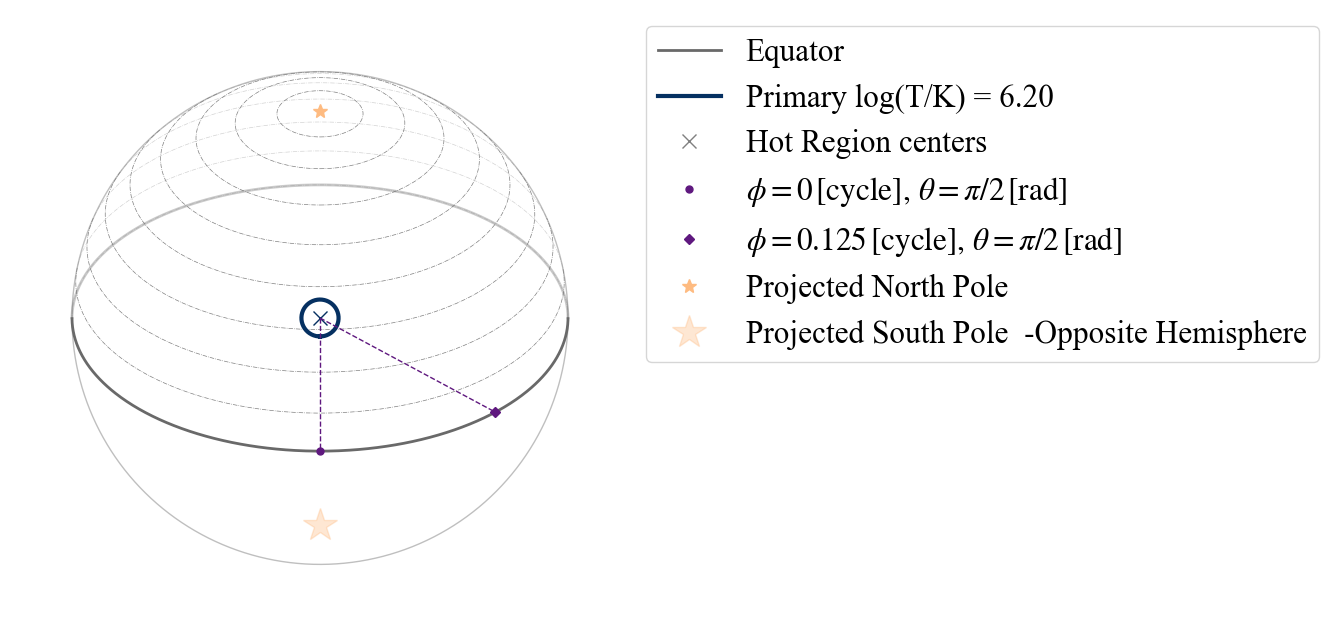 Equator
Primary log(T/K) = 6.20
Hot Region centers
ϕ = 0 [cycle], θ = π/2 [rad]
ϕ = 0.125 [cycle], θ = π/2 [rad]
Projected North Pole
Projected South Pole  -Opposite Hemisphere